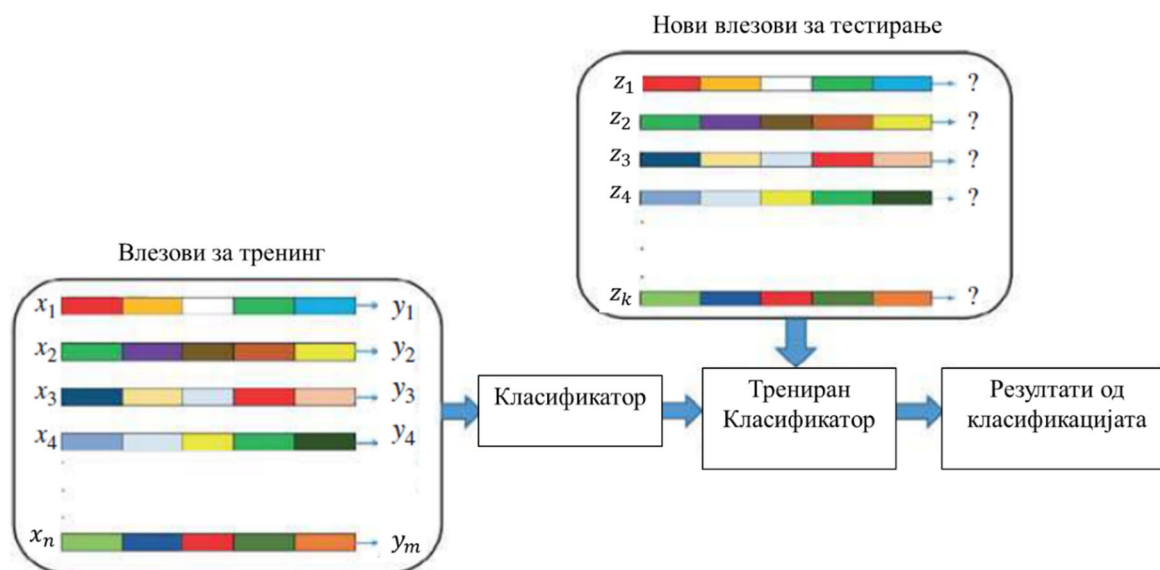 Нови влезови за тестирање
z1 ?
z2 ?
z3 ?
z4 ?
zk ?
Влезови за тренинг
x1 y1
x2 y2
x3 y3
x4 y4
xn ym
Класификатор
Трениран
Класификатор
Резултати од
класификацијата